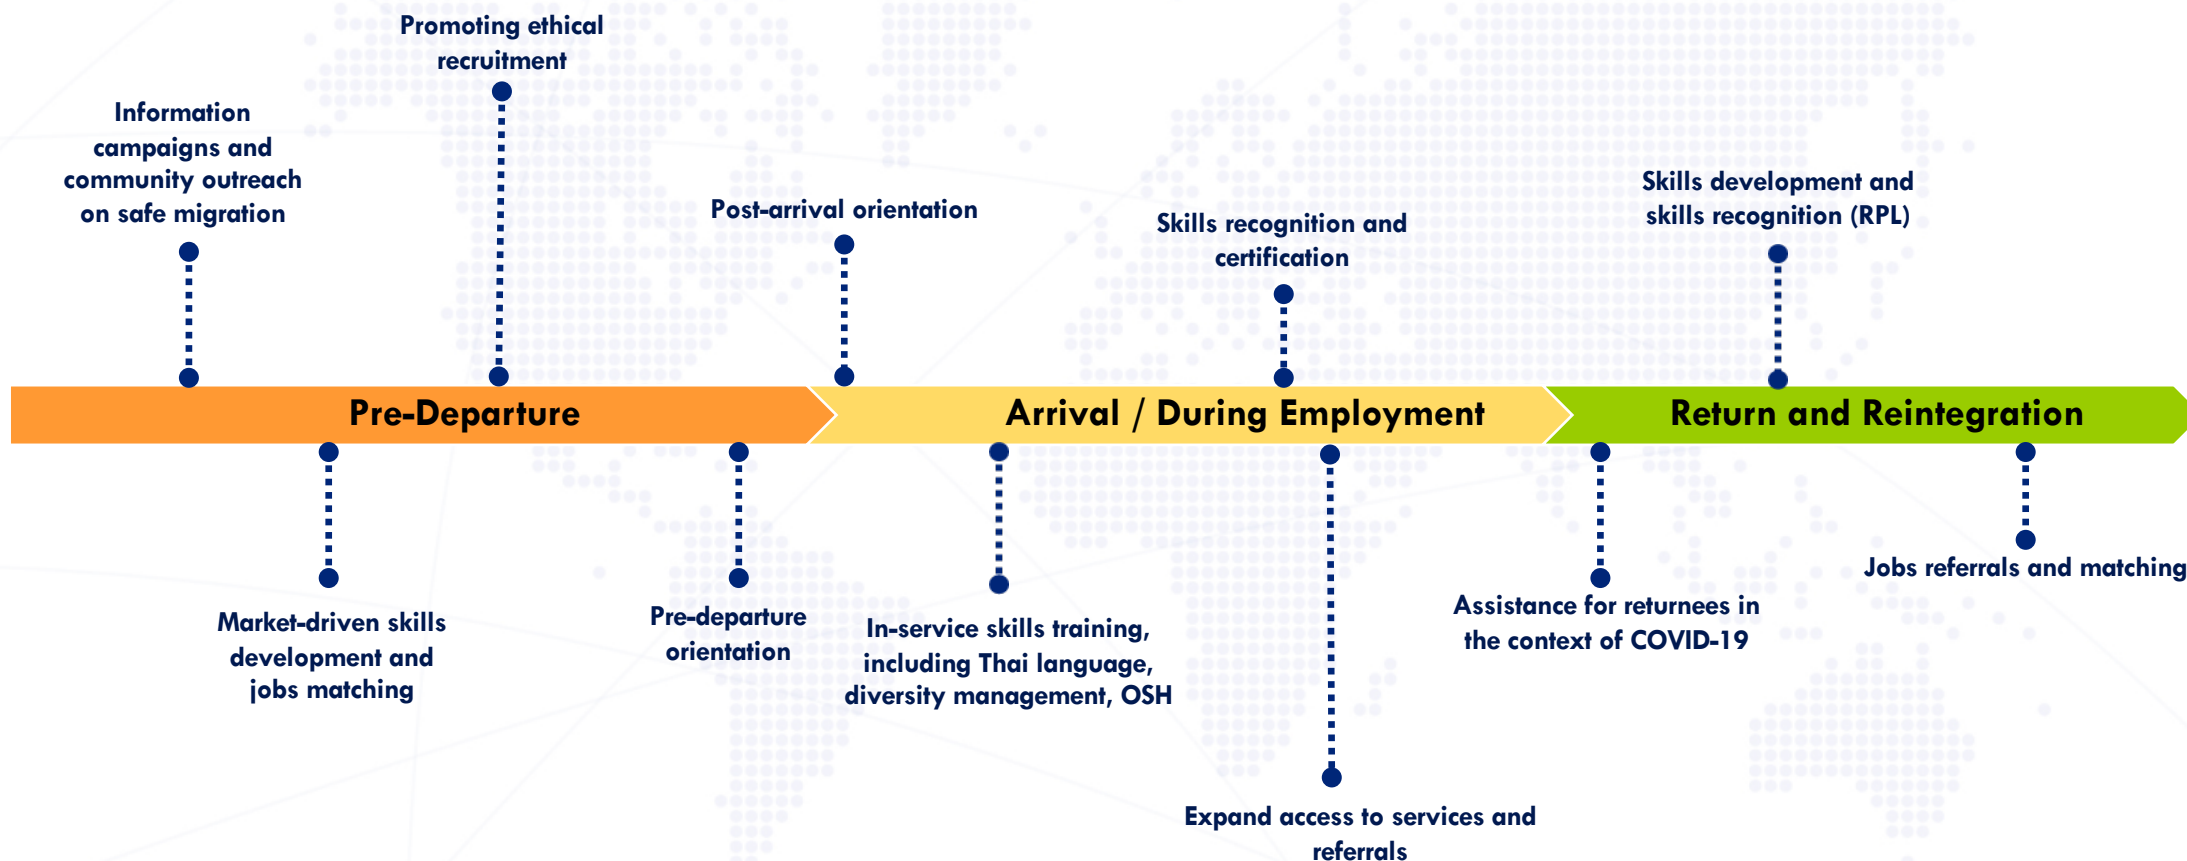 Promoting ethical
recruitment
Information
campaigns and
community outreach
on safe migration
Post-arrival orientation
Skills recognition and
certification
Skills development and
skills recognition (RPL)
Pre-Departure
Arrival / During Employment
Return and Reintegration
Market-driven skills
development and
jobs matching
Pre-departure
orientation
In-service skills training,
including Thai language,
diversity management, OSH
Expand access to services and
referrals
Assistance for returnees in
the context of COVID-19
Jobs referrals and matching